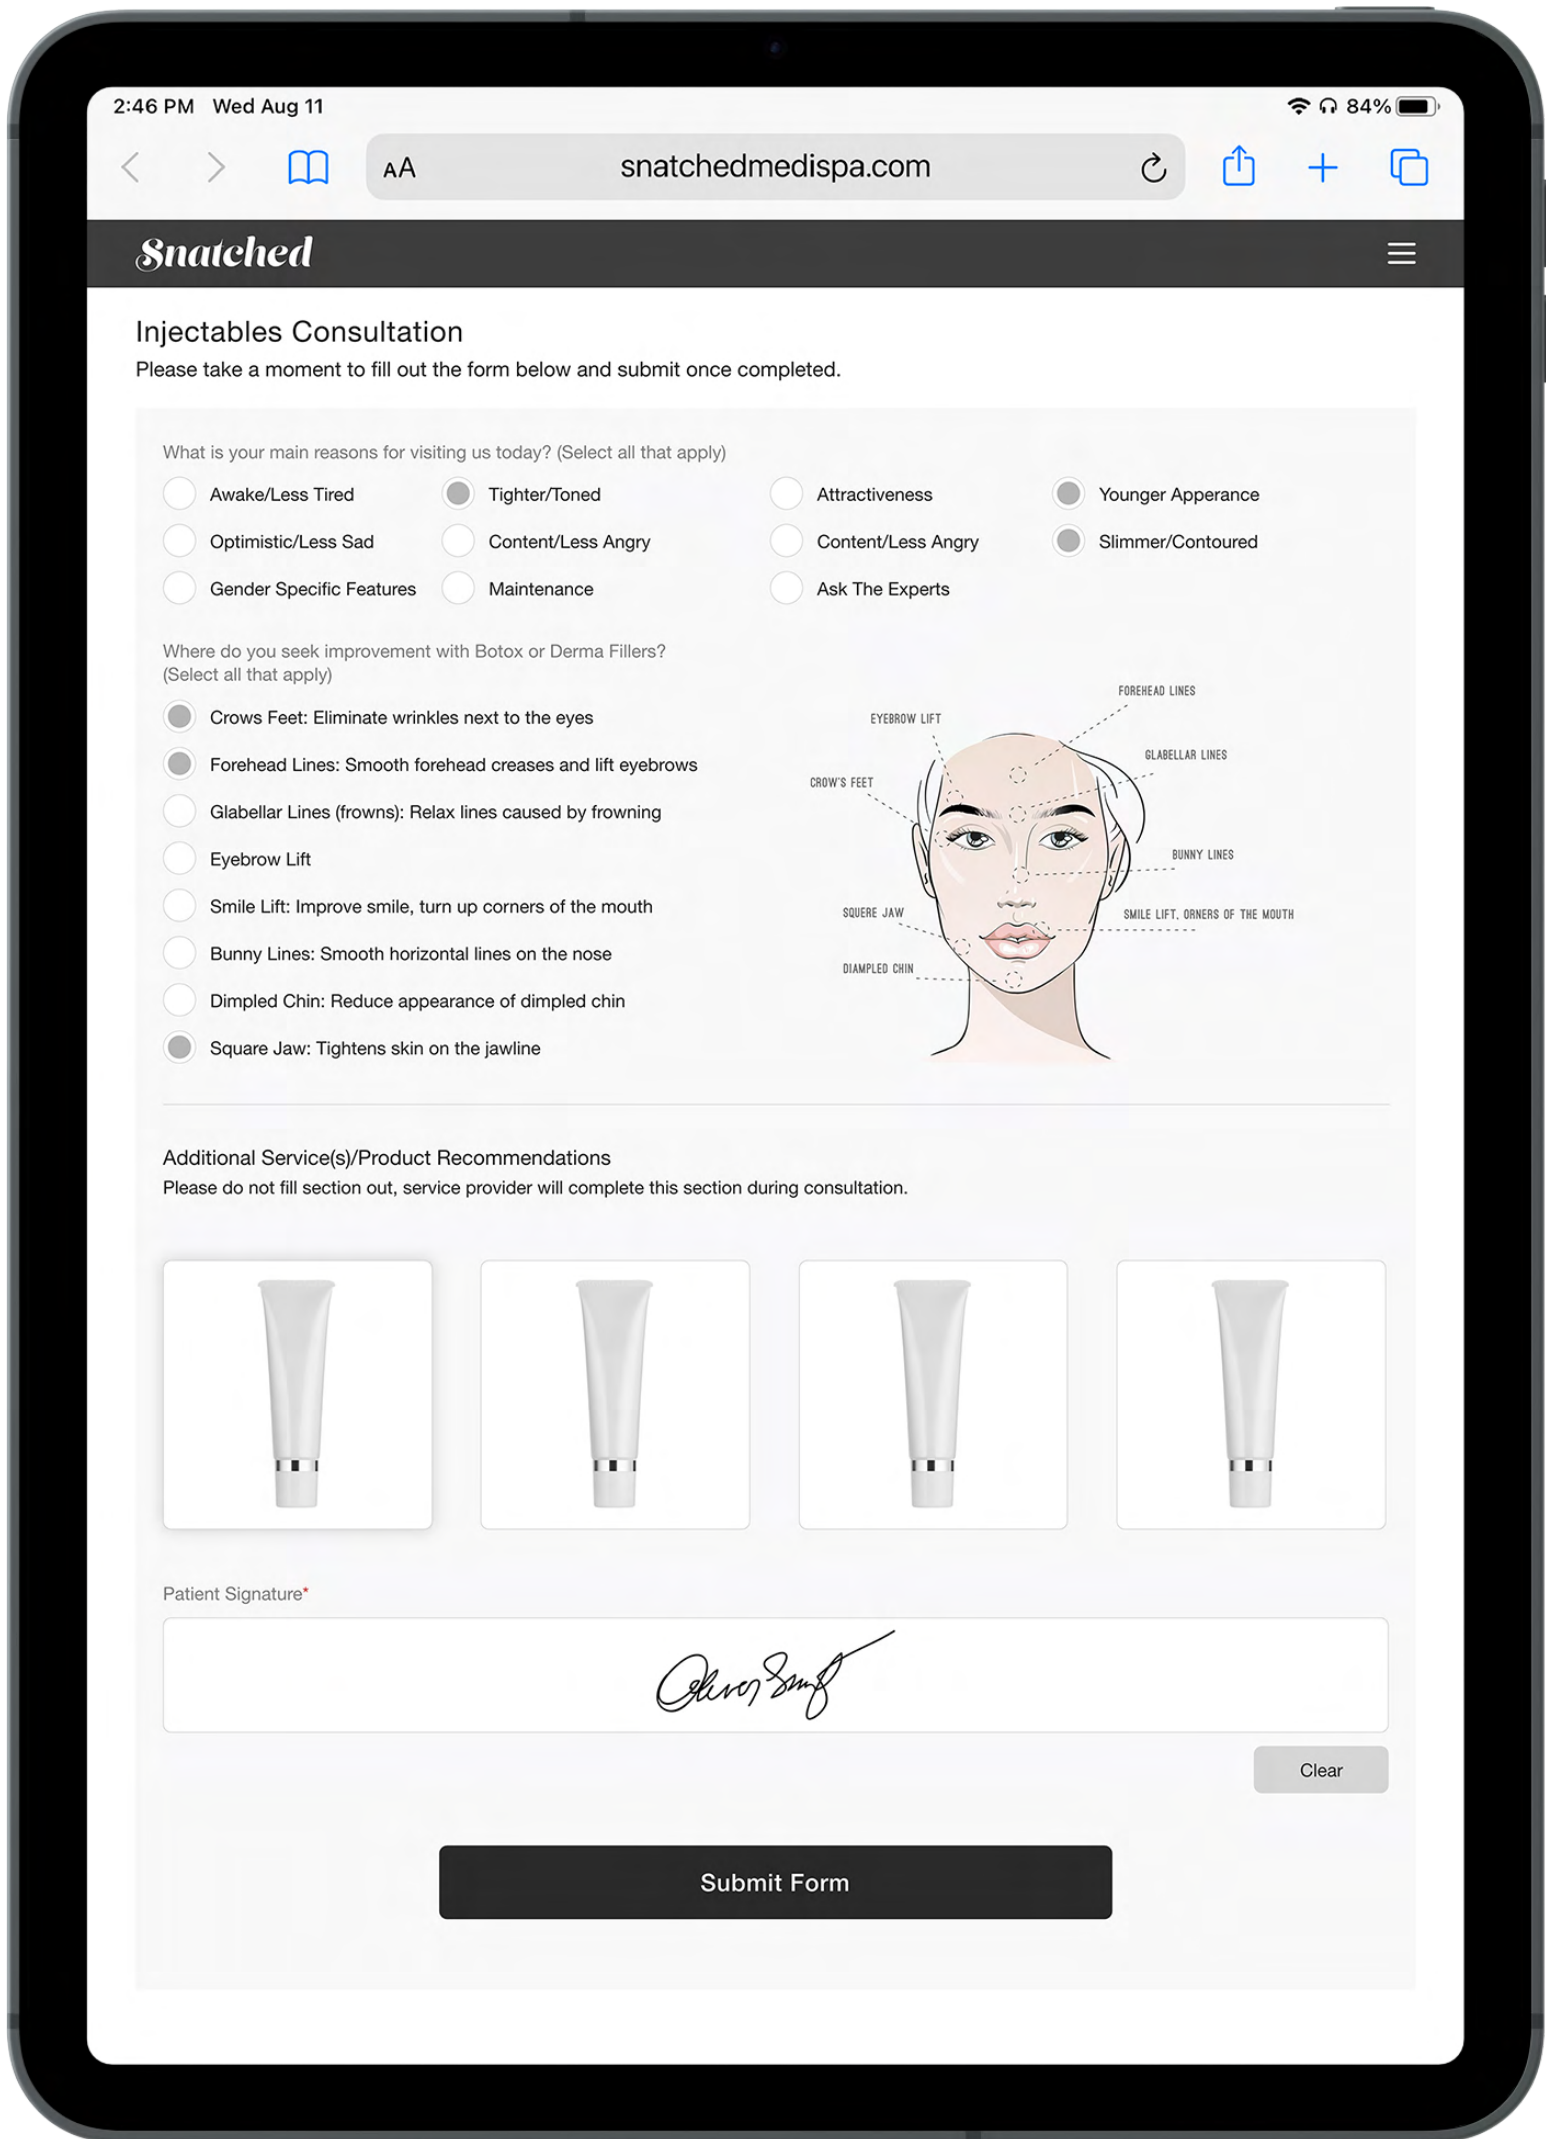 2:46 PM Wed Aug 11 84%
AA snatchedmedispa.com
Snatched
Injectables Consultation
Please take a moment to fill out the form below and submit once completed.
What is your main reasons for visiting us today? (Select all that apply)
Awake/Less Tired Tighter/Toned Attractiveness Younger Apperance
Optimistic/Less Sad Content/Less Angry Content/Less Angry Slimmer/Contoured
Gender Specific Features Maintenance Ask The Experts
Where do you seek improvement with Botox or Derma Fillers?
(Select all that apply)
Crows Feet: Eliminate wrinkles next to the eyes
Forehead Lines: Smooth forehead creases and lift eyebrows
Glabellar Lines (frowns): Relax lines caused by frowning
Eyebrow Lift
Smile Lift: Improve smile, turn up corners of the mouth
Bunny Lines: Smooth horizontal lines on the nose
Dimpled Chin: Reduce appearance of dimpled chin
Square Jaw: Tightens skin on the jawline
FOREHEAD LINES
EYEBROW LIFT
GLABELLAR LINES
CROW'S FEET
BUNNY LINES
SQUERE JAW
SMILE LIFT, ORNERS OF THE MOUTH
DIAMPLED CHIN
Additional Service(s)/Product Recommendations
Please do not fill section out, service provider will complete this section during consultation.
Patient Signature*
Clear
Submit Form